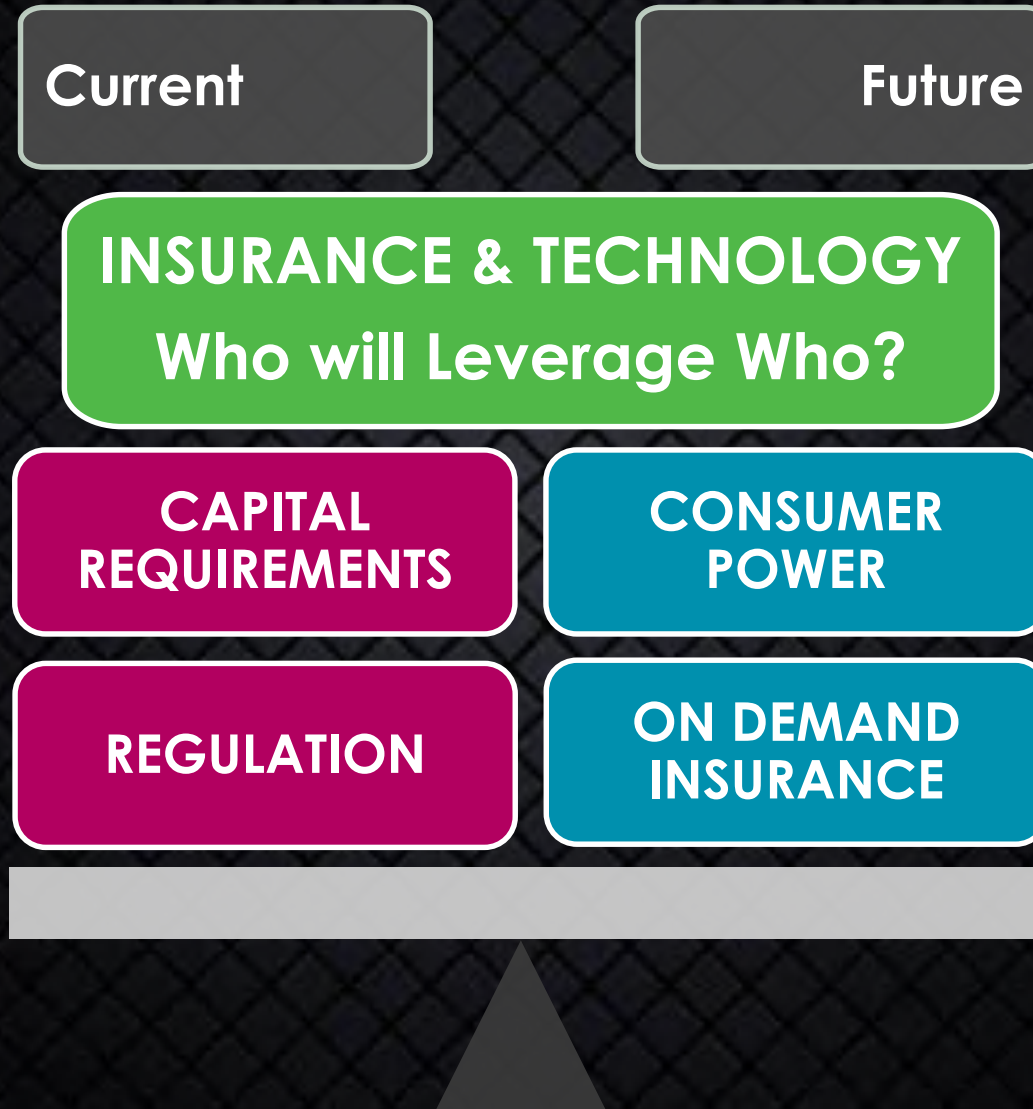 Current
Future
INSURANCE & TECHNOLOGY
Who will Leverage Who?
CAPITAL
REQUIREMENTS
CONSUMER
POWER
REGULATION
ON DEMAND
INSURANCE